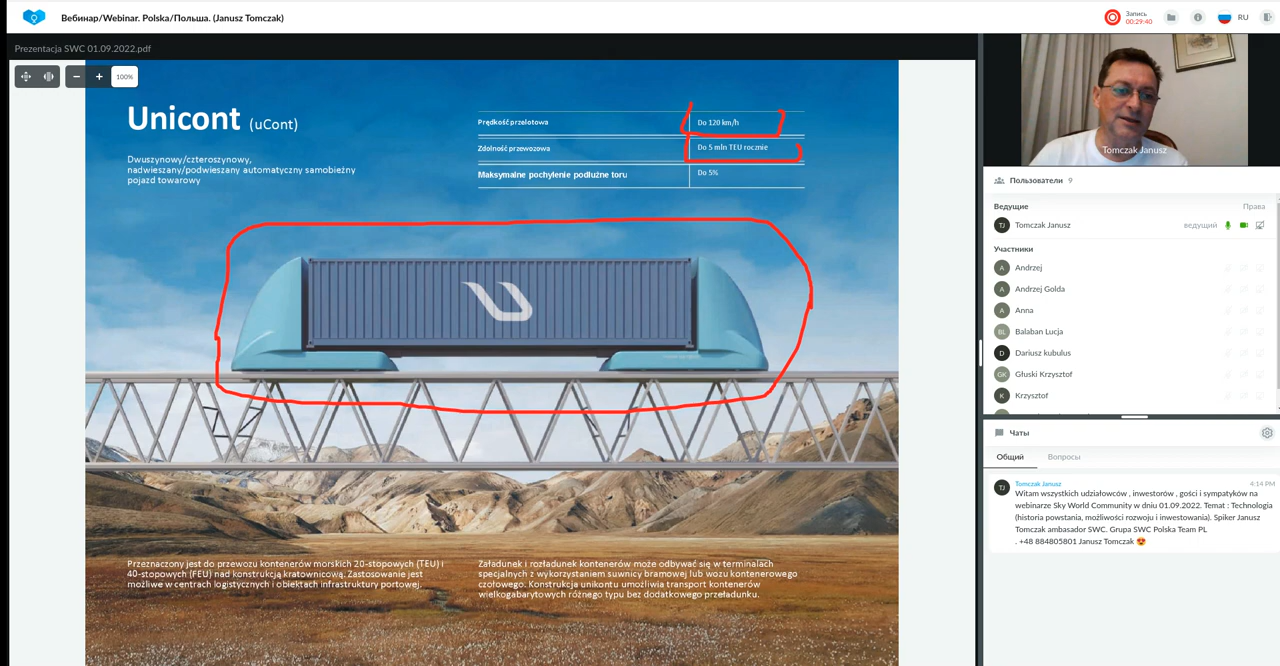 Вебинар/Webinar. Polska/Польша. (Janusz Tomczak)
Запись
00:29:40
RU
Prezentacja SWC 01.09.2022.pdf
100%
Unicont (uCont)
Dwuszynowy/czteroszynowy,
nadwieszany/podwieszany automatyczny samobieżny
pojazd towarowy
Prędkość przelotowa
Do 120 km/h
Zdolność przewozowa
Do 5 mln TEU rocznie
Maksymalne pochylenie podłużne toru
Do 5%
Przeznaczony jest do przewozu kontenerów morskich 20-stopowych (TEU) i
40-stopowych (FEU) nad konstrukcją kratownicową. Zastosowanie jest
możliwe w centrach logistycznych i obiektach infrastruktury portowej.
Załadunek i rozładunek kontenerów może odbywać się w terminalach
specjalnych z wykorzystaniem suwnicy bramowej lub wozu kontenerowego
czołowego. Konstrukcja unikontu umożliwia transport kontenerów
wielkogabarytowych różnego typu bez dodatkowego przeładunku.
Tomczak Janusz
Пользователи 9
Ведущие
Права
TJ Tomczak Janusz ведущий
Участники
A Andrzej
A Andrzej Golda
A Anna
BL Balaban Lucja
D Dariusz kubulus
GK Głuski Krzysztof
K Krzysztof
Чаты
Общий Вопросы
TJ Tomczak Janusz 4:14 PM
Witam wszystkich udziałowców , inwestorów , gości i sympatyków na
webinarze Sky World Community w dniu 01.09.2022. Temat : Technologia
(historia powstania, możliwości rozwoju i inwestowania). Spiker Janusz
Tomczak ambasador SWC. Grupa SWC Polska Team PL
. +48 884805801 Janusz Tomczak 😍